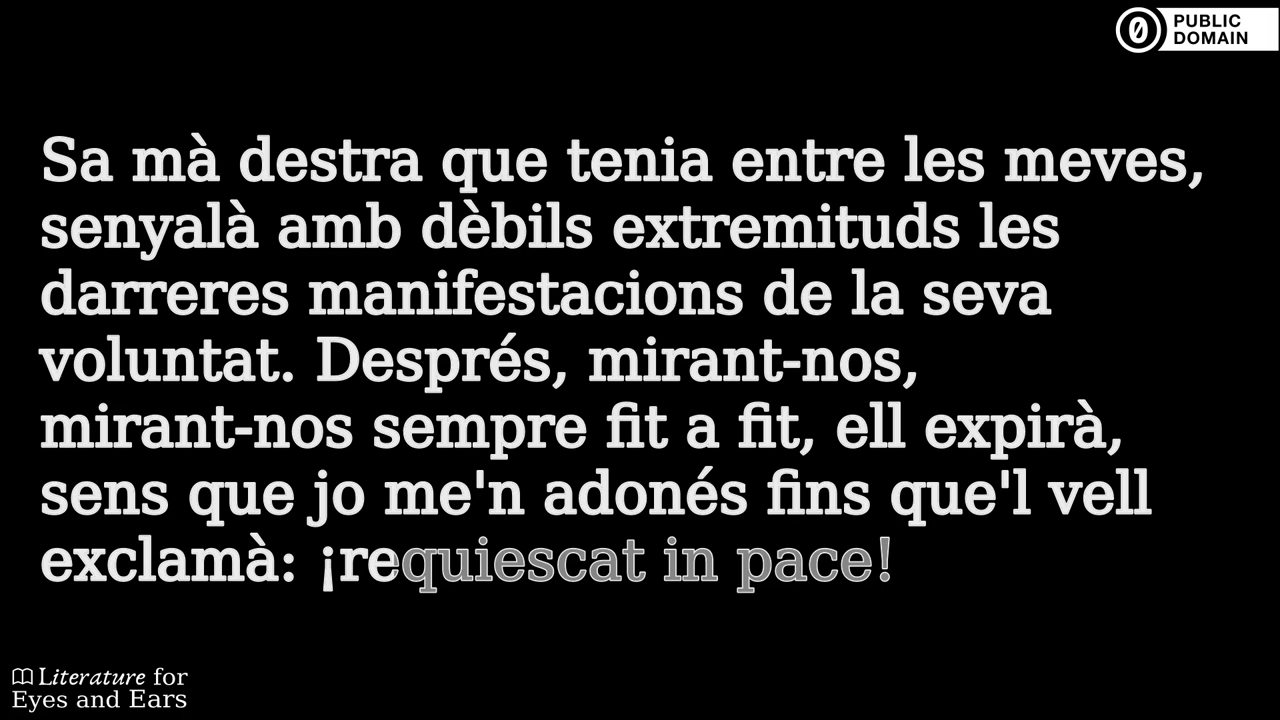 PUBLIC
DOMAIN
Sa mà destra que tenia entre les meves,
senyalà amb dèbils extremituds les
darreres manifestacions de la seva
voluntat. Després, mirant-nos,
mirant-nos sempre fit a fit, ell expirà,
sens que jo me'n adonés fins que'l vell
exclamà: ¡requiescat in pace!
Literature for
Eyes and Ears